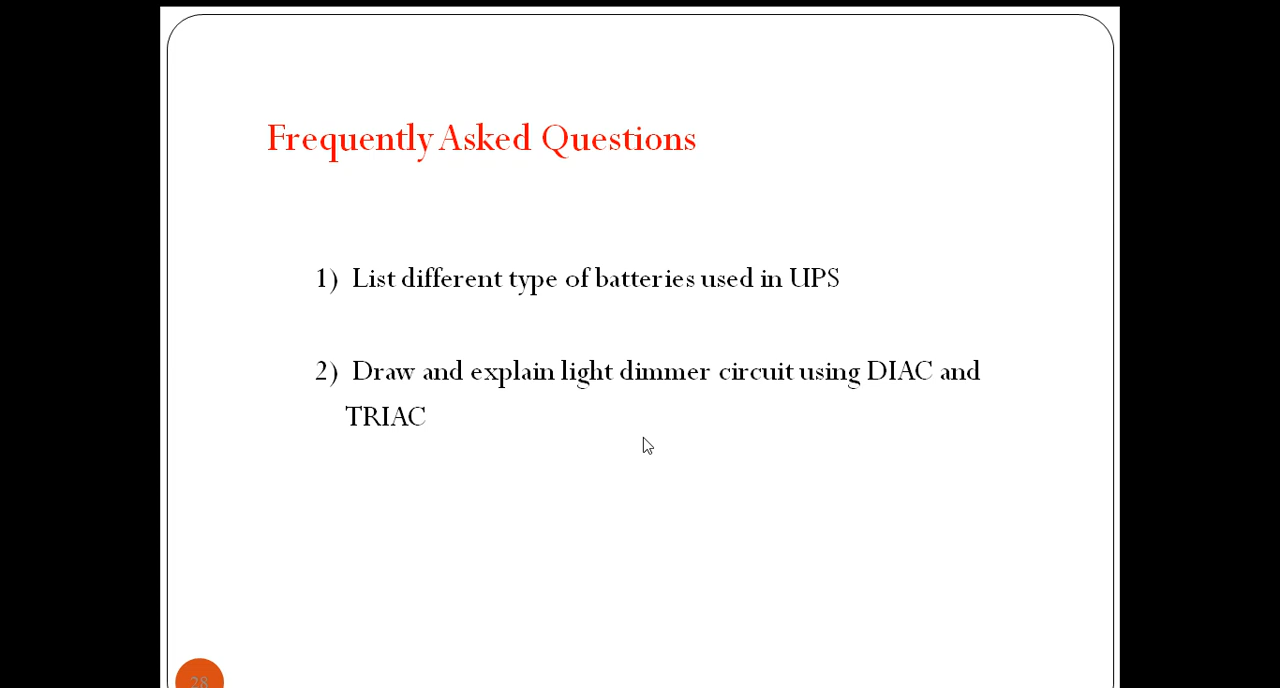 Frequently Asked Questions
1) List different type of batteries used in UPS
2) Draw and explain light dimmer circuit using DIAC and
TRIAC
28